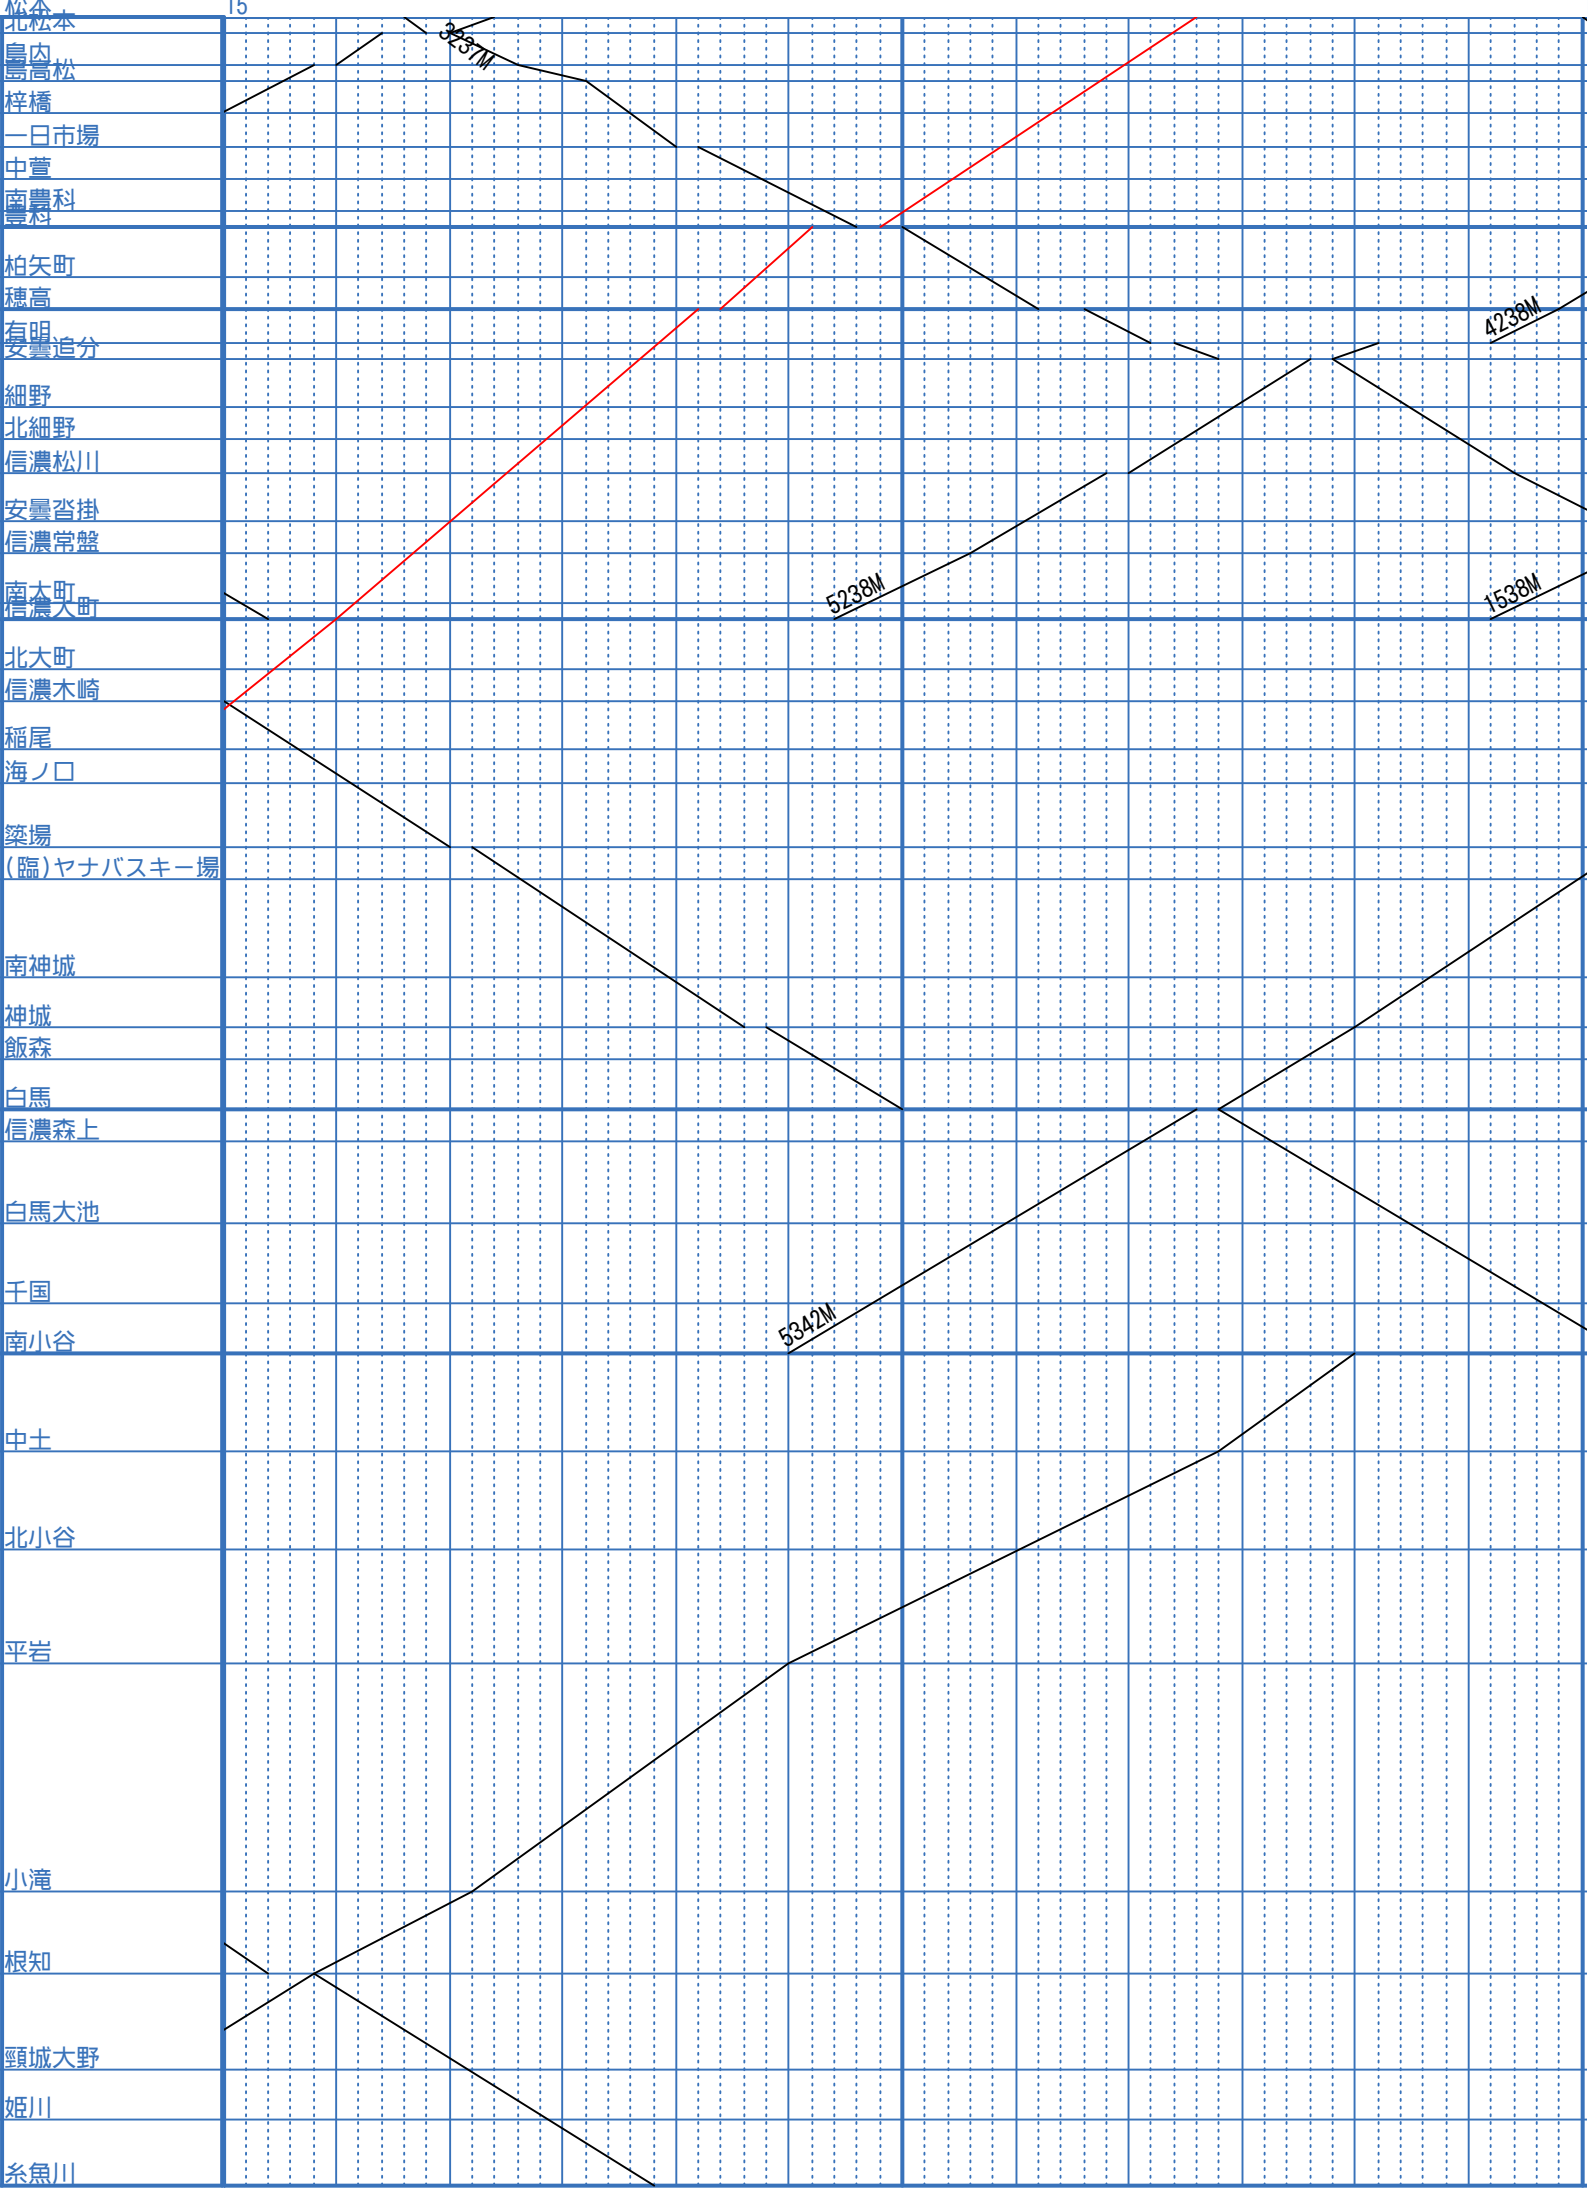 松本
15
北松本
島内
島高松
梓橋
一日市場
中萱
南豊科
豊科
柏矢町
穂高
有明
安曇追分
細野
北細野
信濃松川
安曇沓掛
信濃常盤
南大町
信濃大町
北大町
信濃木崎
稲尾
海ノ口
簗場
(臨)ヤナバスキー場
南神城
神城
飯森
白馬
信濃森上
白馬大池
千国
南小谷
中土
北小谷
平岩
小滝
根知
頸城大野
姫川
糸魚川
3237M
4238M
5238M
1538M
5342M